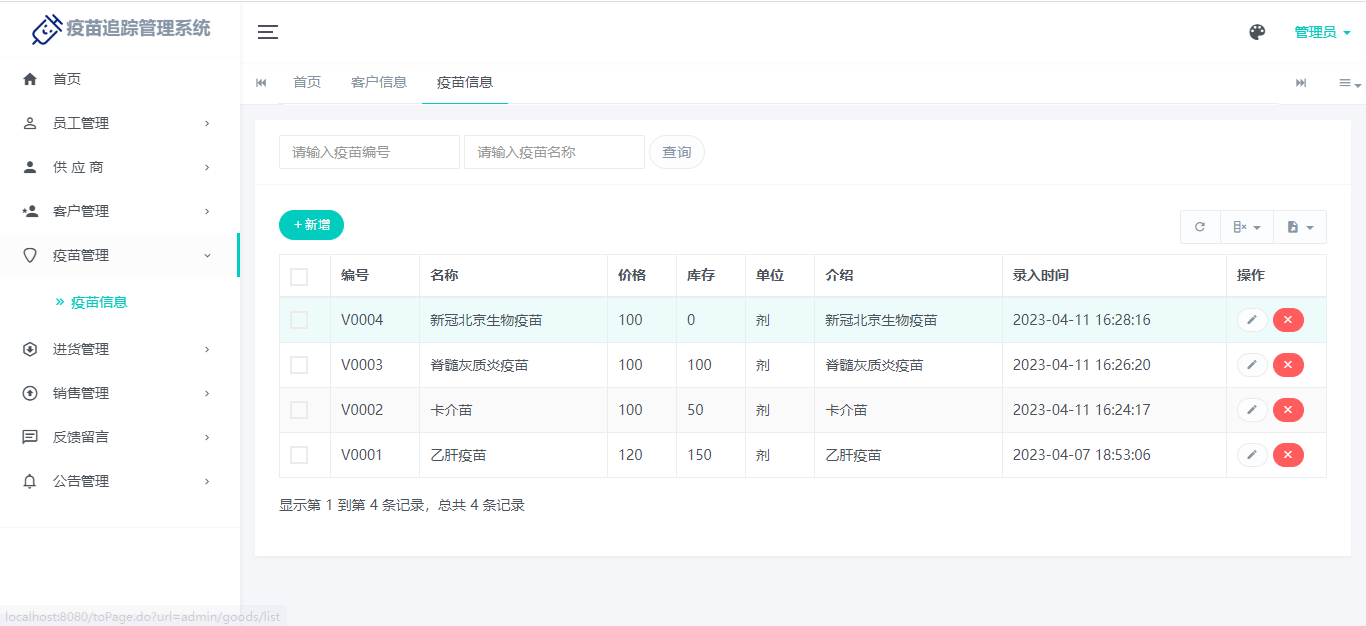 疫苗追踪管理系统
管理员
首页
员工管理
供 应 商
客户管理
疫苗管理
疫苗信息
进货管理
销售管理
反馈留言
公告管理
首页 客户信息 疫苗信息
请输入疫苗编号 请输入疫苗名称 查询
+ 新增
编号 名称 价格 库存 单位 介绍 录入时间 操作
V0004 新冠北京生物疫苗 100 0 剂 新冠北京生物疫苗 2023-04-11 16:28:16
V0003 脊髓灰质炎疫苗 100 100 剂 脊髓灰质炎疫苗 2023-04-11 16:26:20
V0002 卡介苗 100 50 剂 卡介苗 2023-04-11 16:24:17
V0001 乙肝疫苗 120 150 剂 乙肝疫苗 2023-04-07 18:53:06
显示第 1 到第 4 条记录，总共 4 条记录
localhost:8080/toPage.do?url=admin/goods/list